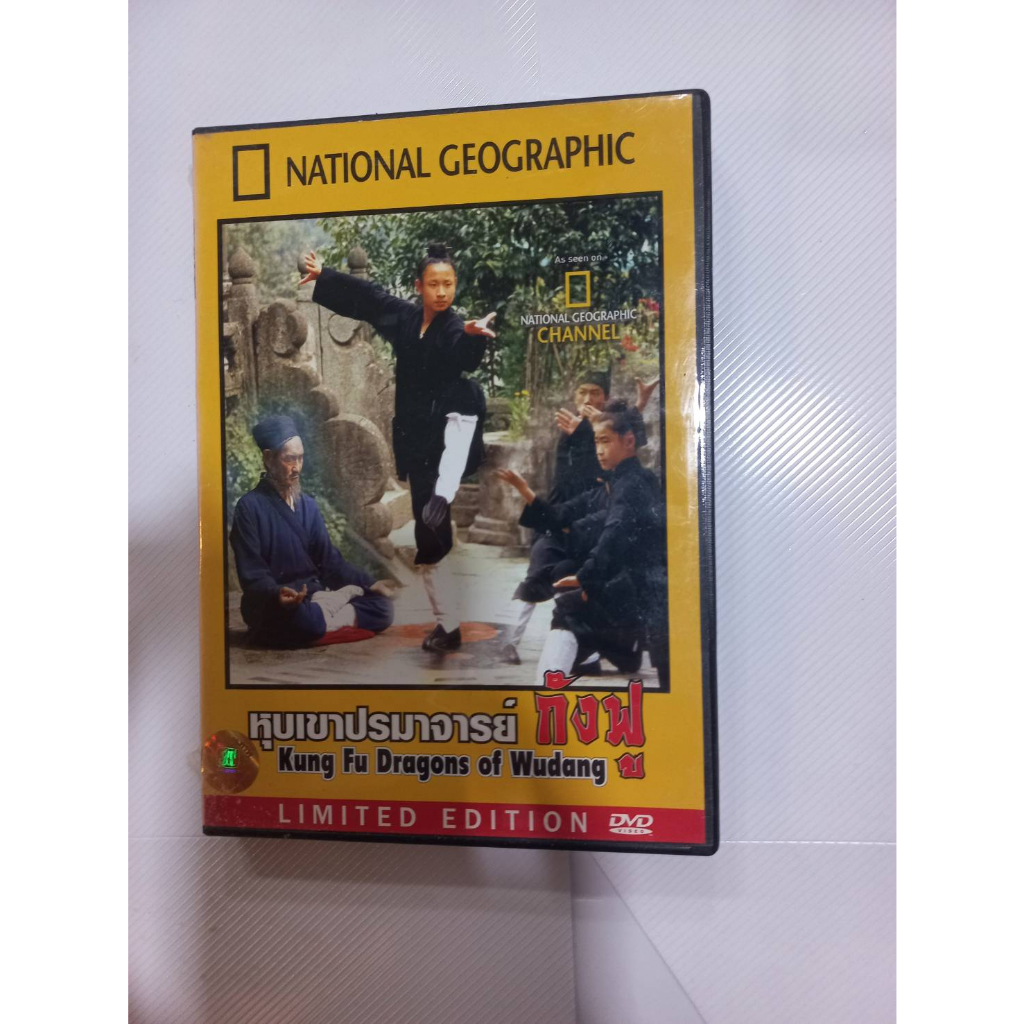 NATIONAL GEOGRAPHIC
As seen on
NATIONAL GEOGRAPHIC
CHANNEL
หุบเขาปรมาจารย์ กังฟู
Kung Fu Dragons of Wudang
LIMITED EDITION DVD
VIDEO